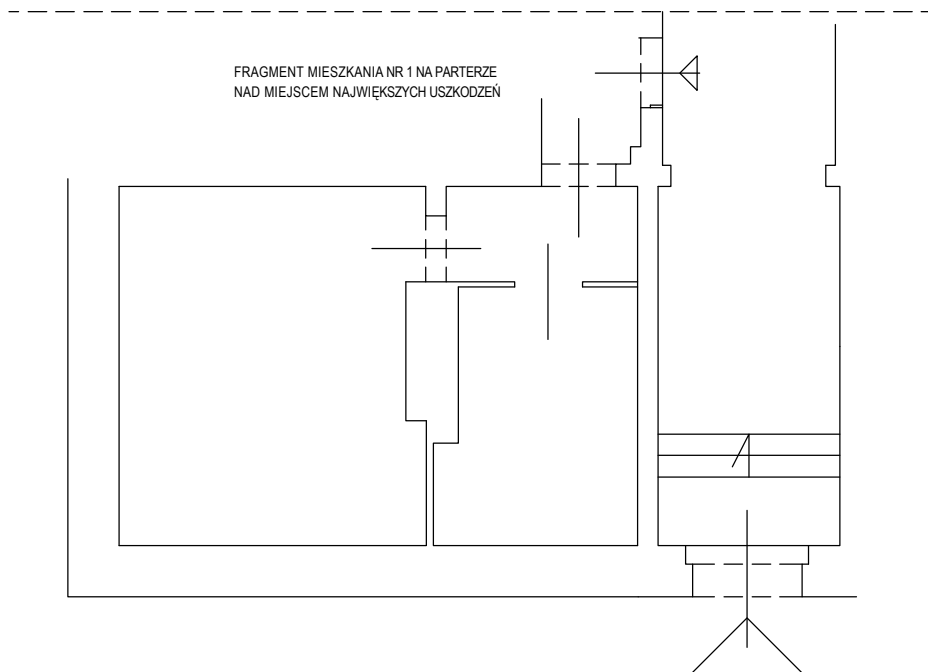 FRAGMENT MIESZKANIA NR 1 NA PARTERZE
NAD MIEJSCEM NAJWIĘKSZYCH USZKODZEŃ